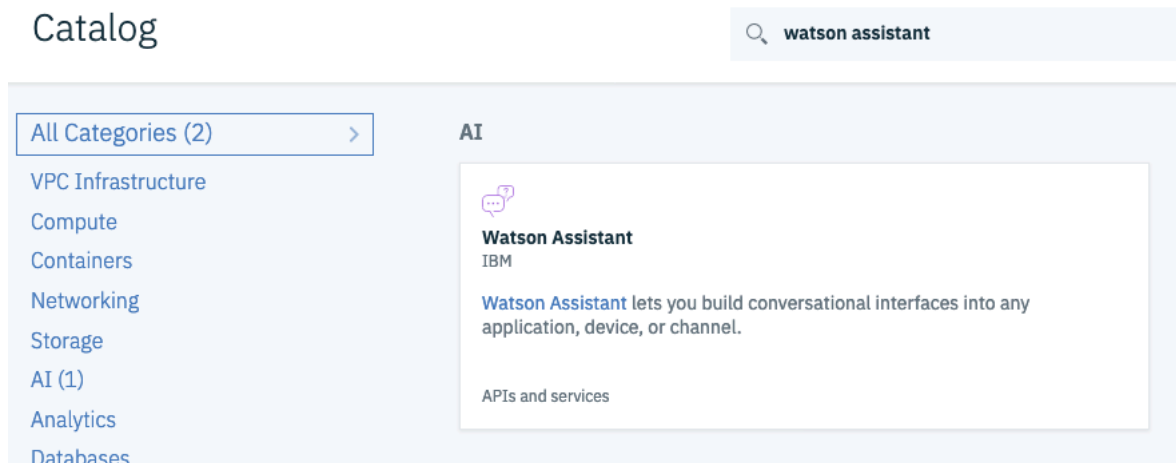 Catalog
watson assistant
All Categories (2)
VPC Infrastructure
Compute
Containers
Networking
Storage
AI (1)
Analytics
Databases
AI
Watson Assistant
IBM
Watson Assistant lets you build conversational interfaces into any
application, device, or channel.
APIs and services